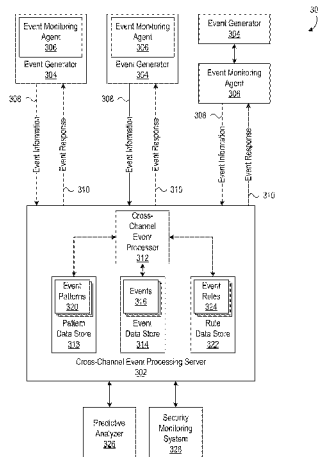 30
Event Monitoring
Agent
306
Event Generator
304
Event Monitoring
Agent
306
Event Generator
304
Event Generator
304
Event Monitoring
Agent
306
308
Event Information
Event Response
310
308
Event Information
Event Response
310
308
Event Information
Event Response
310
Cross-
Channel
Event
Processor
312
Event
Patterns
320
Pattern
Data Store
318
Events
316
Event
Data Store
314
Event
Rules
324
Rule
Data Store
322
Cross-Channel Event Processing Server
302
Predictive
Analyzer
326
Security
Monitoring
System
328